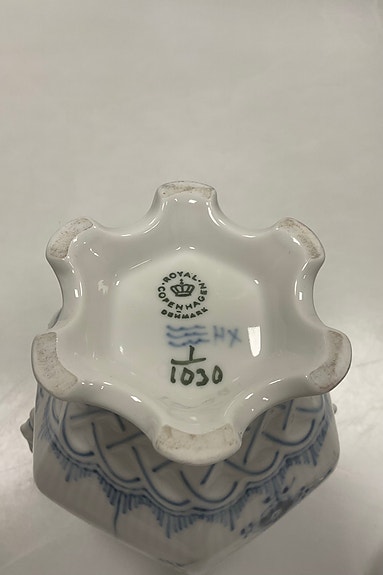 ROYAL
COPENHAGEN
DENMARK
HX
1
1030